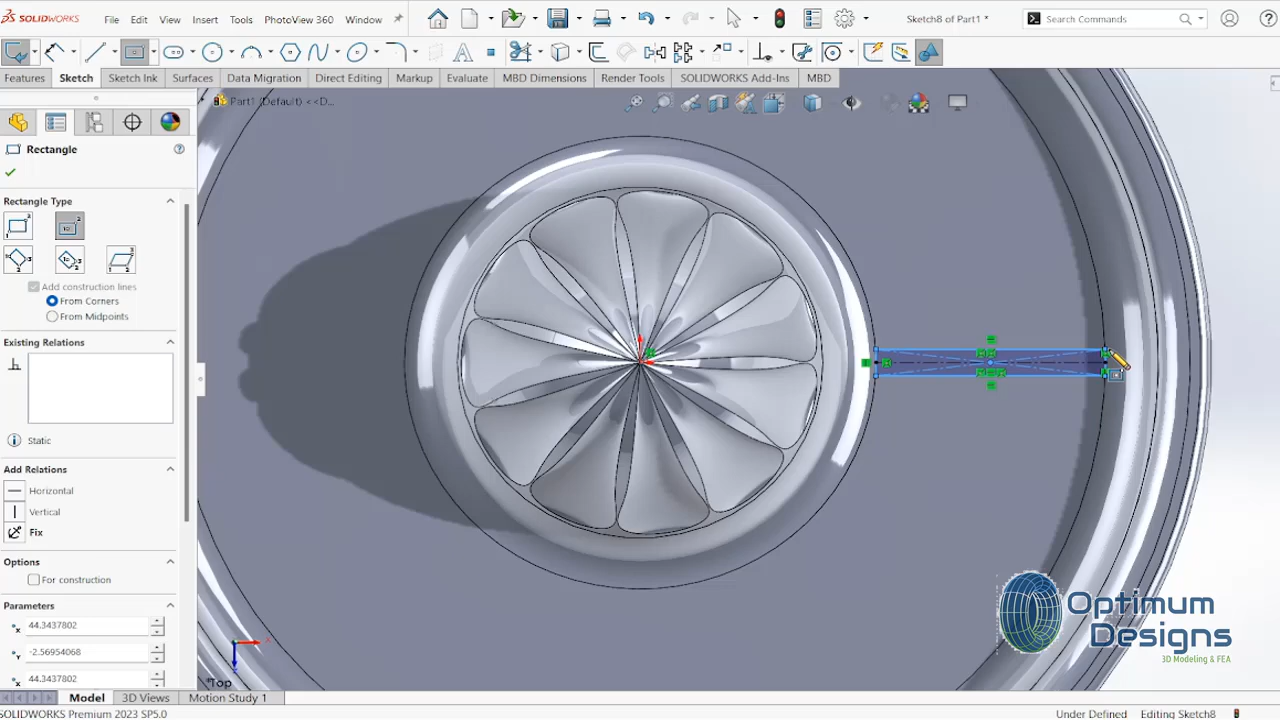 SOLIDWORKS
File Edit View Insert Tools PhotoView 360 Window
Sketch8 of Part1 *
Search Commands
Features Sketch Sketch Ink Surfaces Data Migration Direct Editing Markup Evaluate MBD Dimensions Render Tools SOLIDWORKS Add-Ins MBD
Part1 (Default) <<D...
Rectangle
Rectangle Type
Add construction lines
From Corners
From Midpoints
Existing Relations
Static
Add Relations
Horizontal
Vertical
Fix
Options
For construction
Parameters
44.3437802
-2.56954068
44.3437802
*Top
Optimum
Designs
3D Modeling & FEA
Model 3D Views Motion Study 1
SOLIDWORKS Premium 2023 SP5.0
Under Defined Editing Sketch8